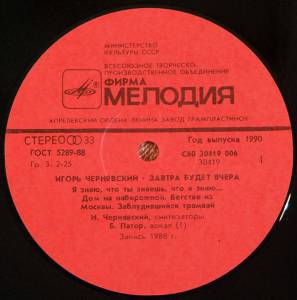 МИНИСТЕРСТВО
КУЛЬТУРЫ СССР
ВСЕСОЮЗНОЕ ТВОРЧЕСКО-
ПРОИЗВОДСТВЕННОЕ ОБЪЕДИНЕНИЕ
ФИРМА
МЕЛОДИЯ
АПРЕЛЕВСКИЙ ОРДЕНА ЛЕНИНА ЗАВОД ГРАМПЛАСТИНОК
СТЕРЕО 33
Год выпуска 1990
ГОСТ 5289-88
С60 30419 006
Гр. 3. 2-25
30419
1
ИГОРЬ ЧЕРНЯВСКИЙ - ЗАВТРА БУДЕТ ВЧЕРА
Я знаю, что ты знаешь, что я знаю...
Дом на набережной. Бегство из
Москвы. Заблудившийся трамвай
И. Чернявский, синтезаторы
Б. Патор, вокал (1)
Запись 1988 г.